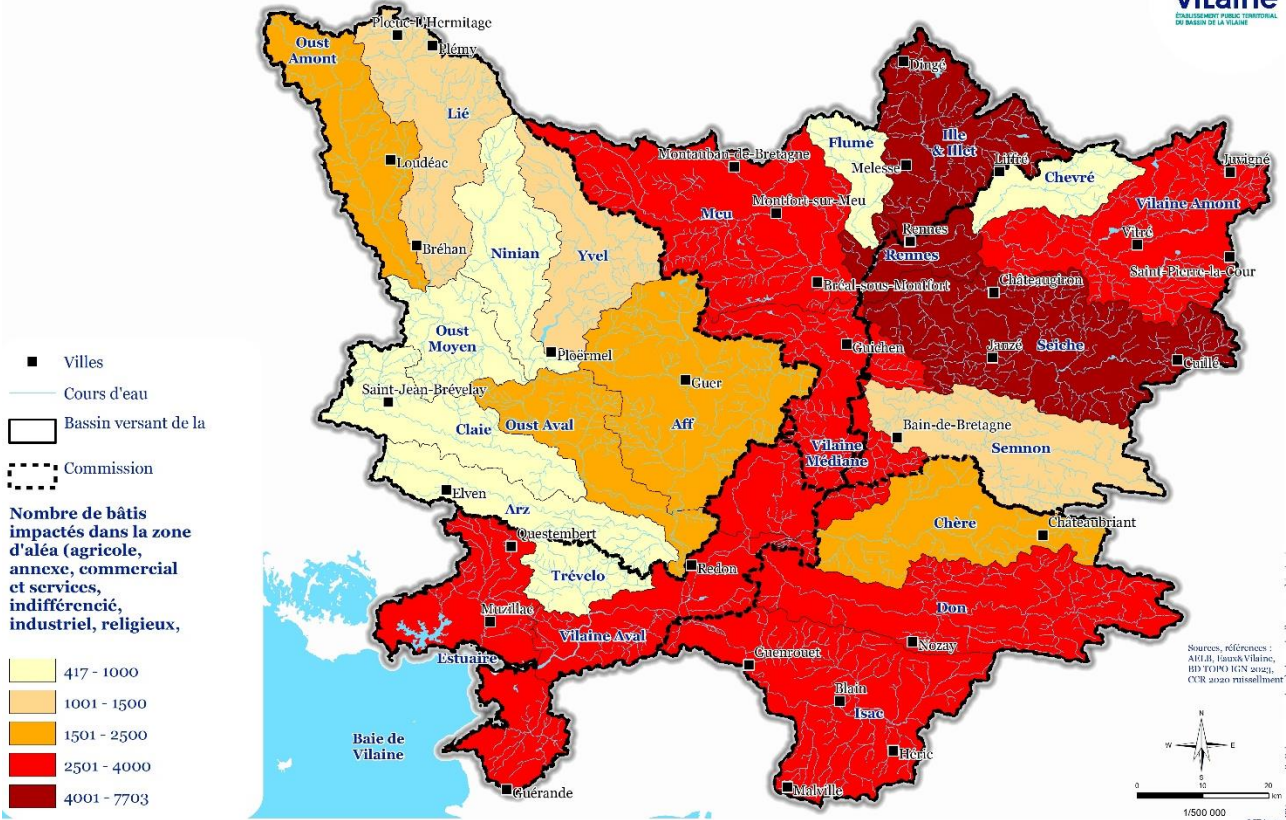 Vilaine
ÉTABLISSEMENT PUBLIC TERRITORIAL
DU BASSIN DE LA VILAINE
Plœuc-L'Hermitage
Plémy
Oust
Amont
Lié
Loudéac
Bréhan
Ninian
Yvel
Oust
Moyen
Ploërmel
Saint-Jean-Brévelay
Claie
Oust Aval
Aff
Guer
Elven
Arz
Questembert
Trévelo
Redon
Muzillac
Vilaine Aval
Estuaire
Baie de
Vilaine
Guérande
Montauban-de-Bretagne
Montfort-sur-Meu
Meu
Bréal-sous-Montfort
Guichen
Vilaine
Médiane
Flume
Dingé
Ille
& Illet
Melesse
Liffré
Chevré
Juvigné
Vilaine Amont
Vitré
Saint-Pierre-la-Cour
Rennes
Rennes
Châteaugiron
Janzé
Seiche
Cuillé
Bain-de-Bretagne
Semnon
Chère
Châteaubriant
Don
Nozay
Guenrouet
Blain
Isac
Héric
Malville
Villes
Cours d'eau
Bassin versant de la
Commission
Nombre de bâtis
impactés dans la zone
d'aléa (agricole,
annexe, commercial
et services,
indifférencié,
industriel, religieux,
417 - 1000
1001 - 1500
1501 - 2500
2501 - 4000
4001 - 7703
Sources, références :
AELB, Eaux&Vilaine,
BD TOPO IGN 2023,
CCR 2020 ruissellment
N
W
E
S
0 10 20
km
1/500 000